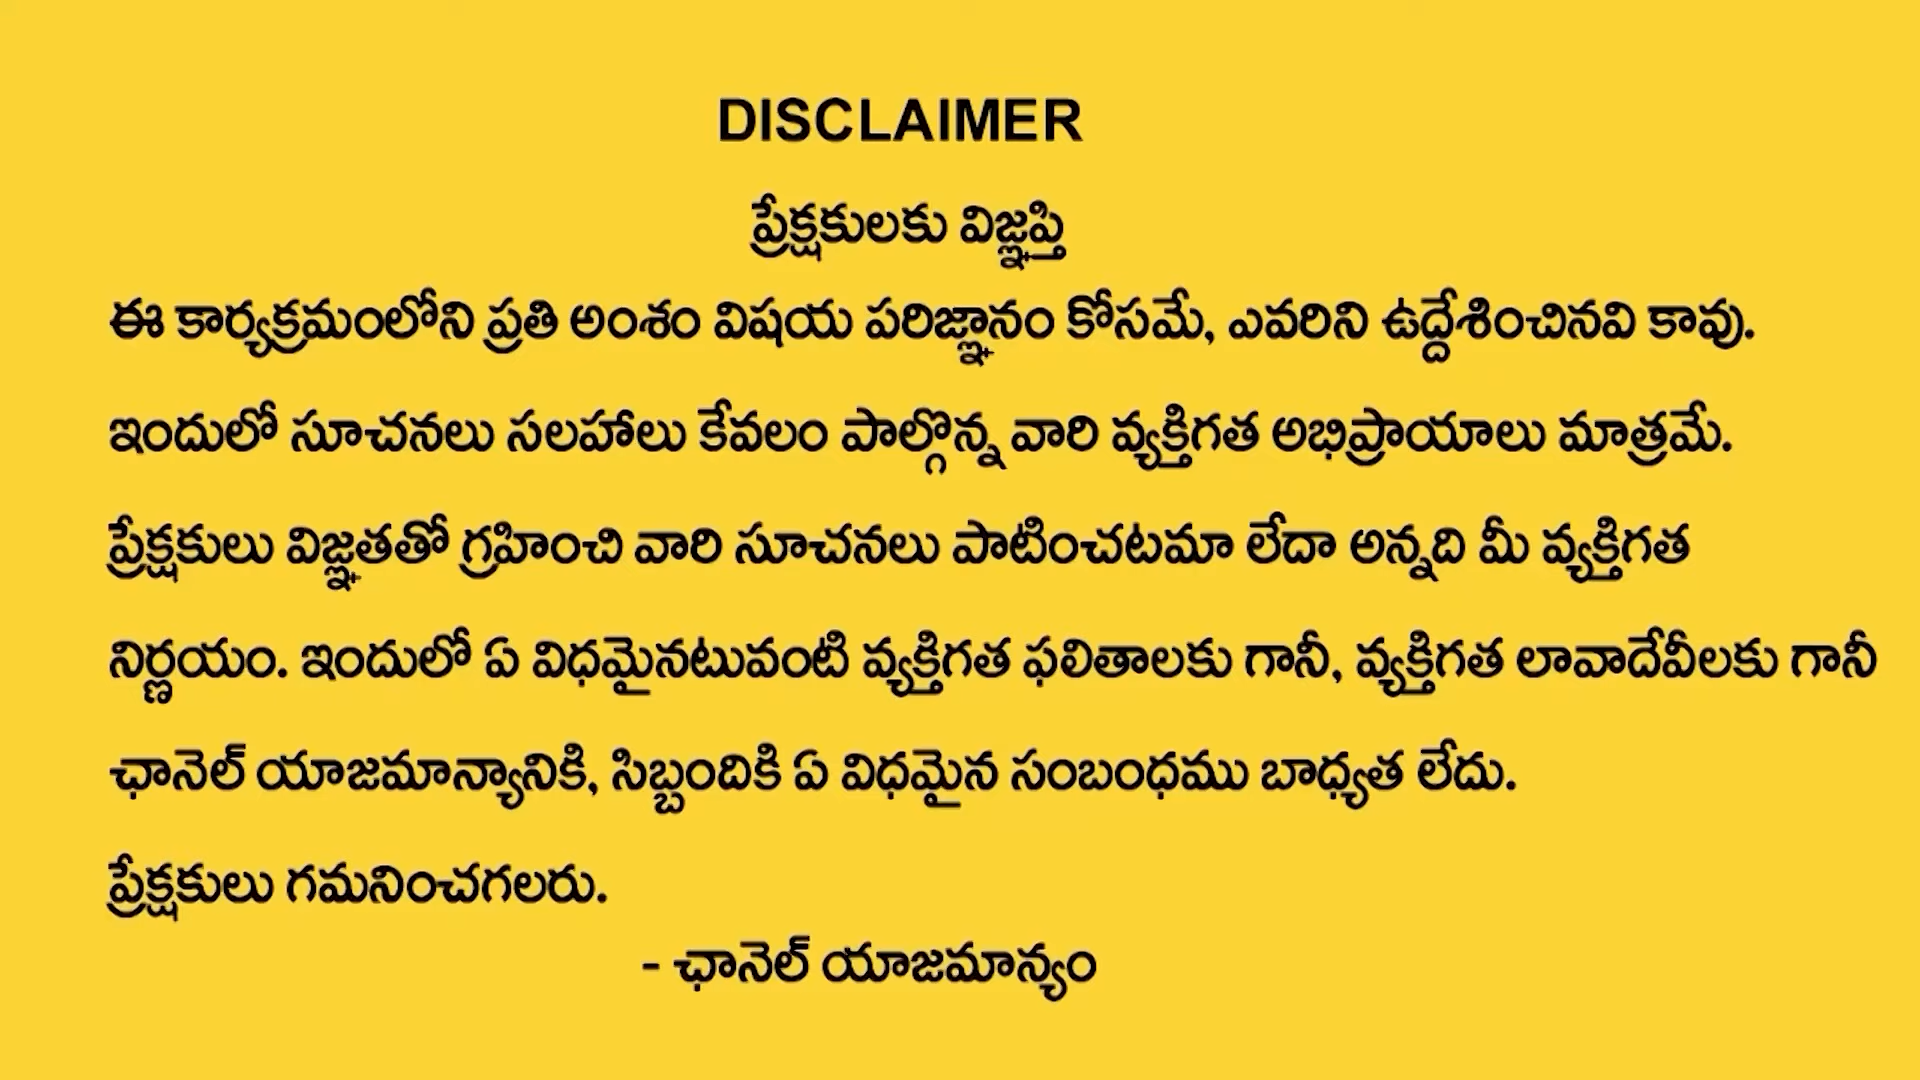 DISCLAIMER
ప్రేక్షకులకు విజ్ఞప్తి
ఈ కార్యక్రమంలోని ప్రతి అంశం విషయ పరిజ్ఞానం కోసమే, ఎవరిని ఉద్దేశించినవి కావు.
ఇందులో సూచనలు సలహాలు కేవలం పాల్గొన్న వారి వ్యక్తిగత అభిప్రాయాలు మాత్రమే.
ప్రేక్షకులు విజ్ఞతతో గ్రహించి వారి సూచనలు పాటించటమా లేదా అన్నది మీ వ్యక్తిగత
నిర్ణయం. ఇందులో ఏ విధమైనటువంటి వ్యక్తిగత ఫలితాలకు గానీ, వ్యక్తిగత లావాదేవీలకు గానీ
ఛానెల్ యాజమాన్యానికి, సిబ్బందికి ఏ విధమైన సంబంధము బాధ్యత లేదు.
ప్రేక్షకులు గమనించగలరు.
- ఛానెల్ యాజమాన్యం